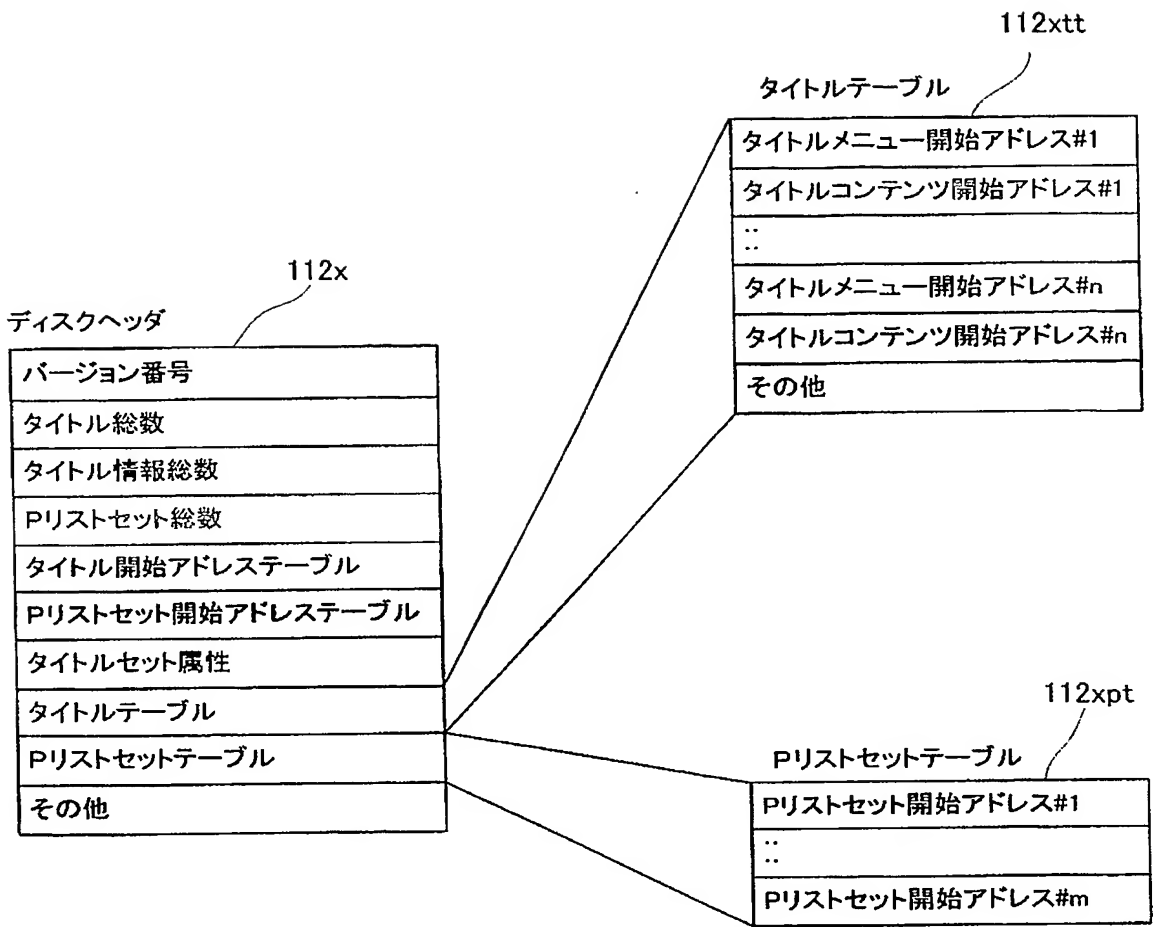 112xtt
タイトルテーブル
タイトルメニュー開始アドレス#1
タイトルコンテンツ開始アドレス#1
::
タイトルメニュー開始アドレス#n
タイトルコンテンツ開始アドレス#n
その他
112x
ディスクヘッダ
バージョン番号
タイトル総数
タイトル情報総数
Pリストセット総数
タイトル開始アドレステーブル
Pリストセット開始アドレステーブル
タイトルセット属性
タイトルテーブル
Pリストセットテーブル
その他
112xpt
Pリストセットテーブル
Pリストセット開始アドレス#1
::
Pリストセット開始アドレス#m